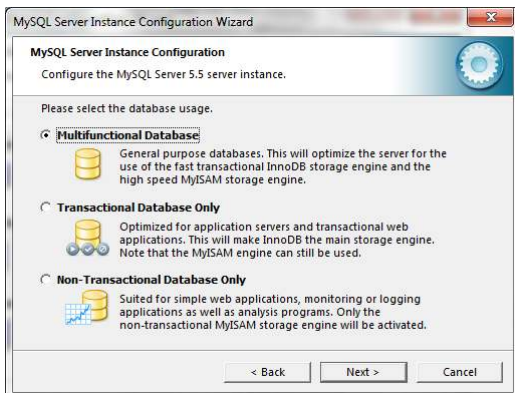 MySQL Server Instance Configuration Wizard
MySQL Server Instance Configuration
Configure the MySQL Server 5.5 server instance.
Please select the database usage.
Multifunctional Database
General purpose databases. This will optimize the server for the
use of the fast transactional InnoDB storage engine and the
high speed MyISAM storage engine.
Transactional Database Only
Optimized for application servers and transactional web
applications. This will make InnoDB the main storage engine.
Note that the MyISAM engine can still be used.
Non-Transactional Database Only
Suited for simple web applications, monitoring or logging
applications as well as analysis programs. Only the
non-transactional MyISAM storage engine will be activated.
< Back Next > Cancel